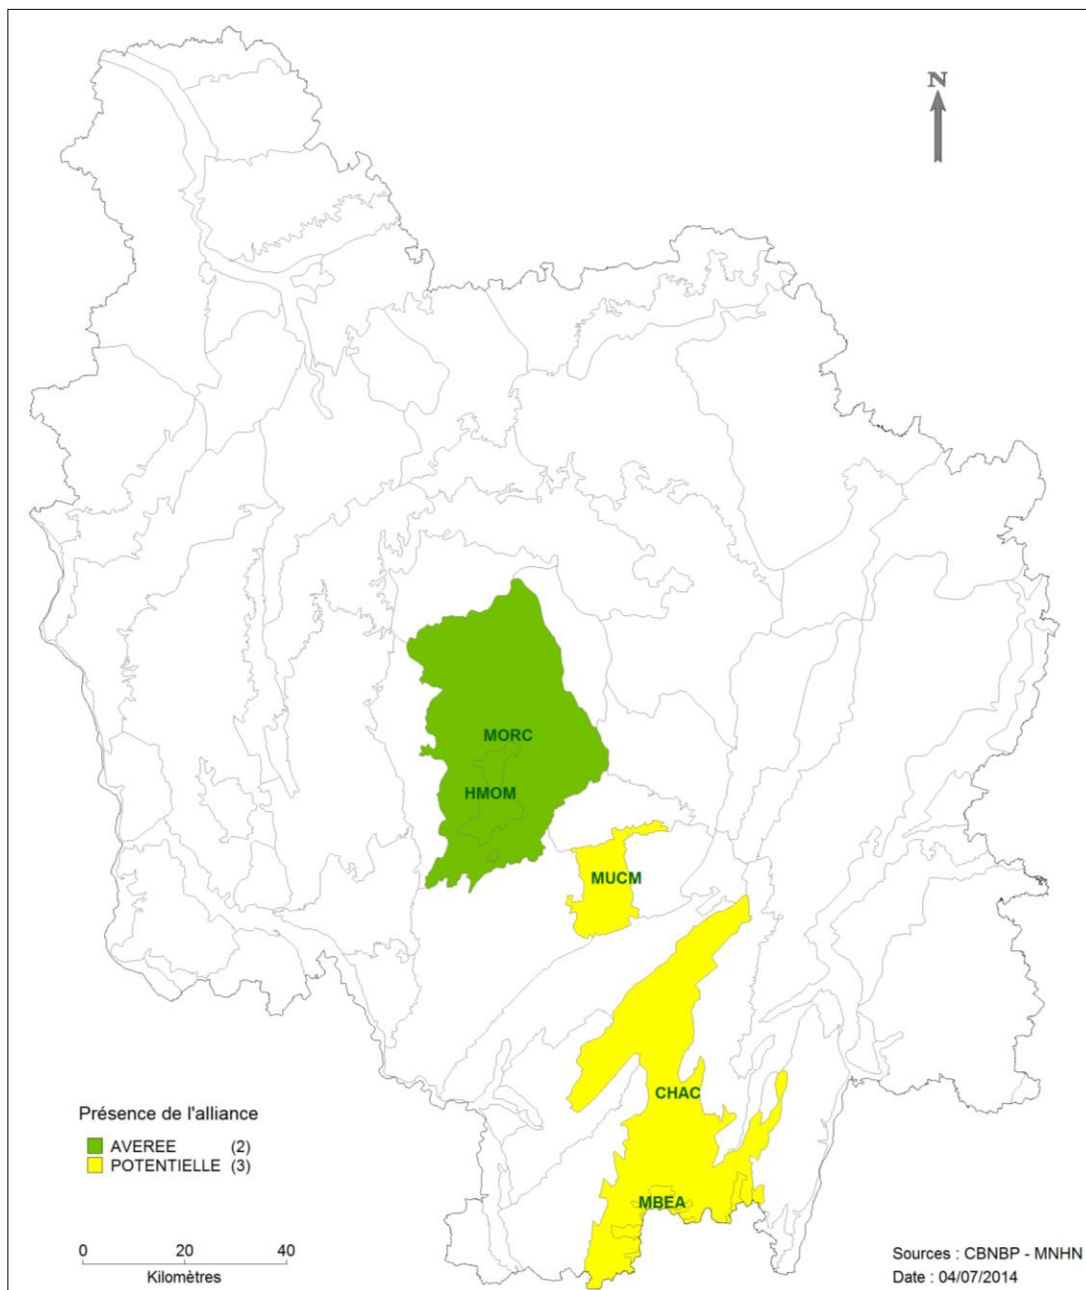 N
MORC
HMOM
MUCM
CHAC
MBEA
Présence de l'alliance
AVEREE (2)
POTENTIELLE (3)
0 20 40
Kilomètres
Sources : CBNBP - MNHN
Date : 04/07/2014